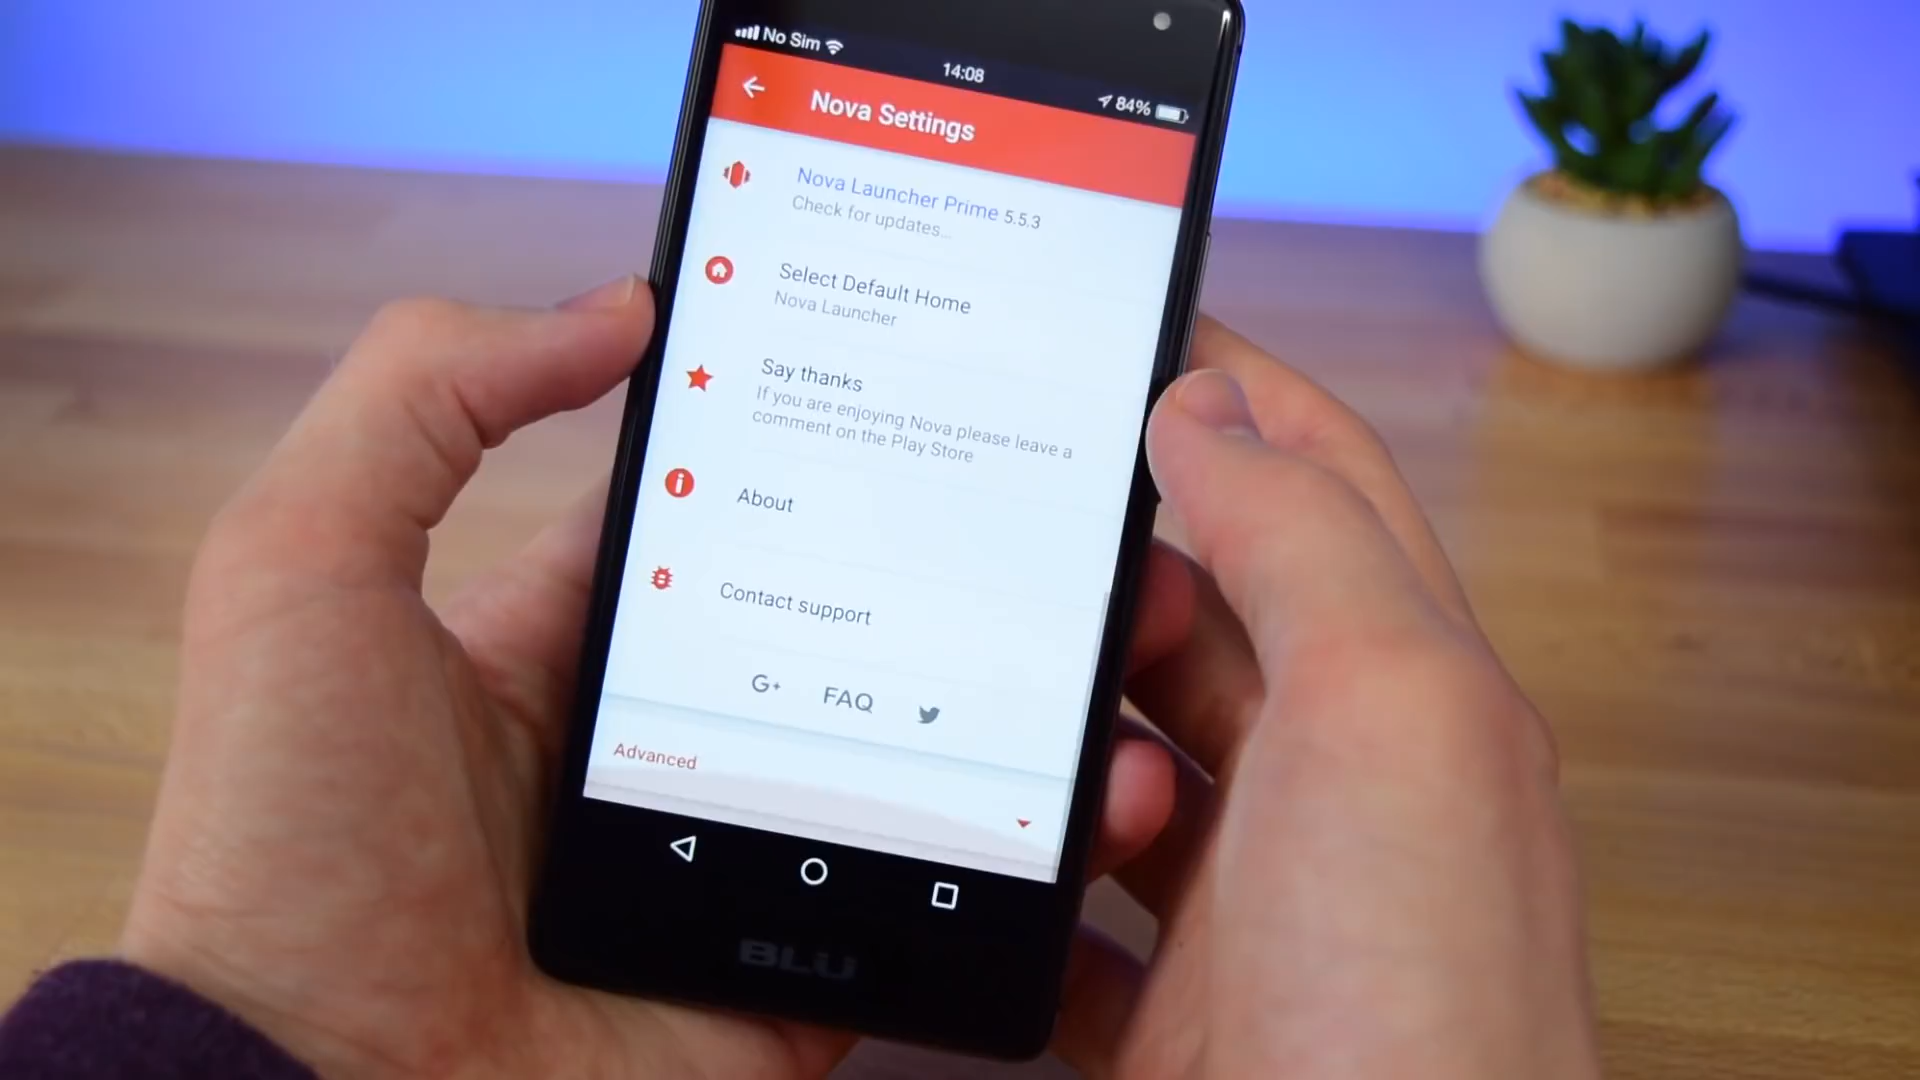 No Sim
14:08
84%
Nova Settings
Nova Launcher Prime 5.5.3
Check for updates...
Select Default Home
Nova Launcher
Say thanks
If you are enjoying Nova please leave a
comment on the Play Store
About
Contact support
G+ FAQ
Advanced
BLU